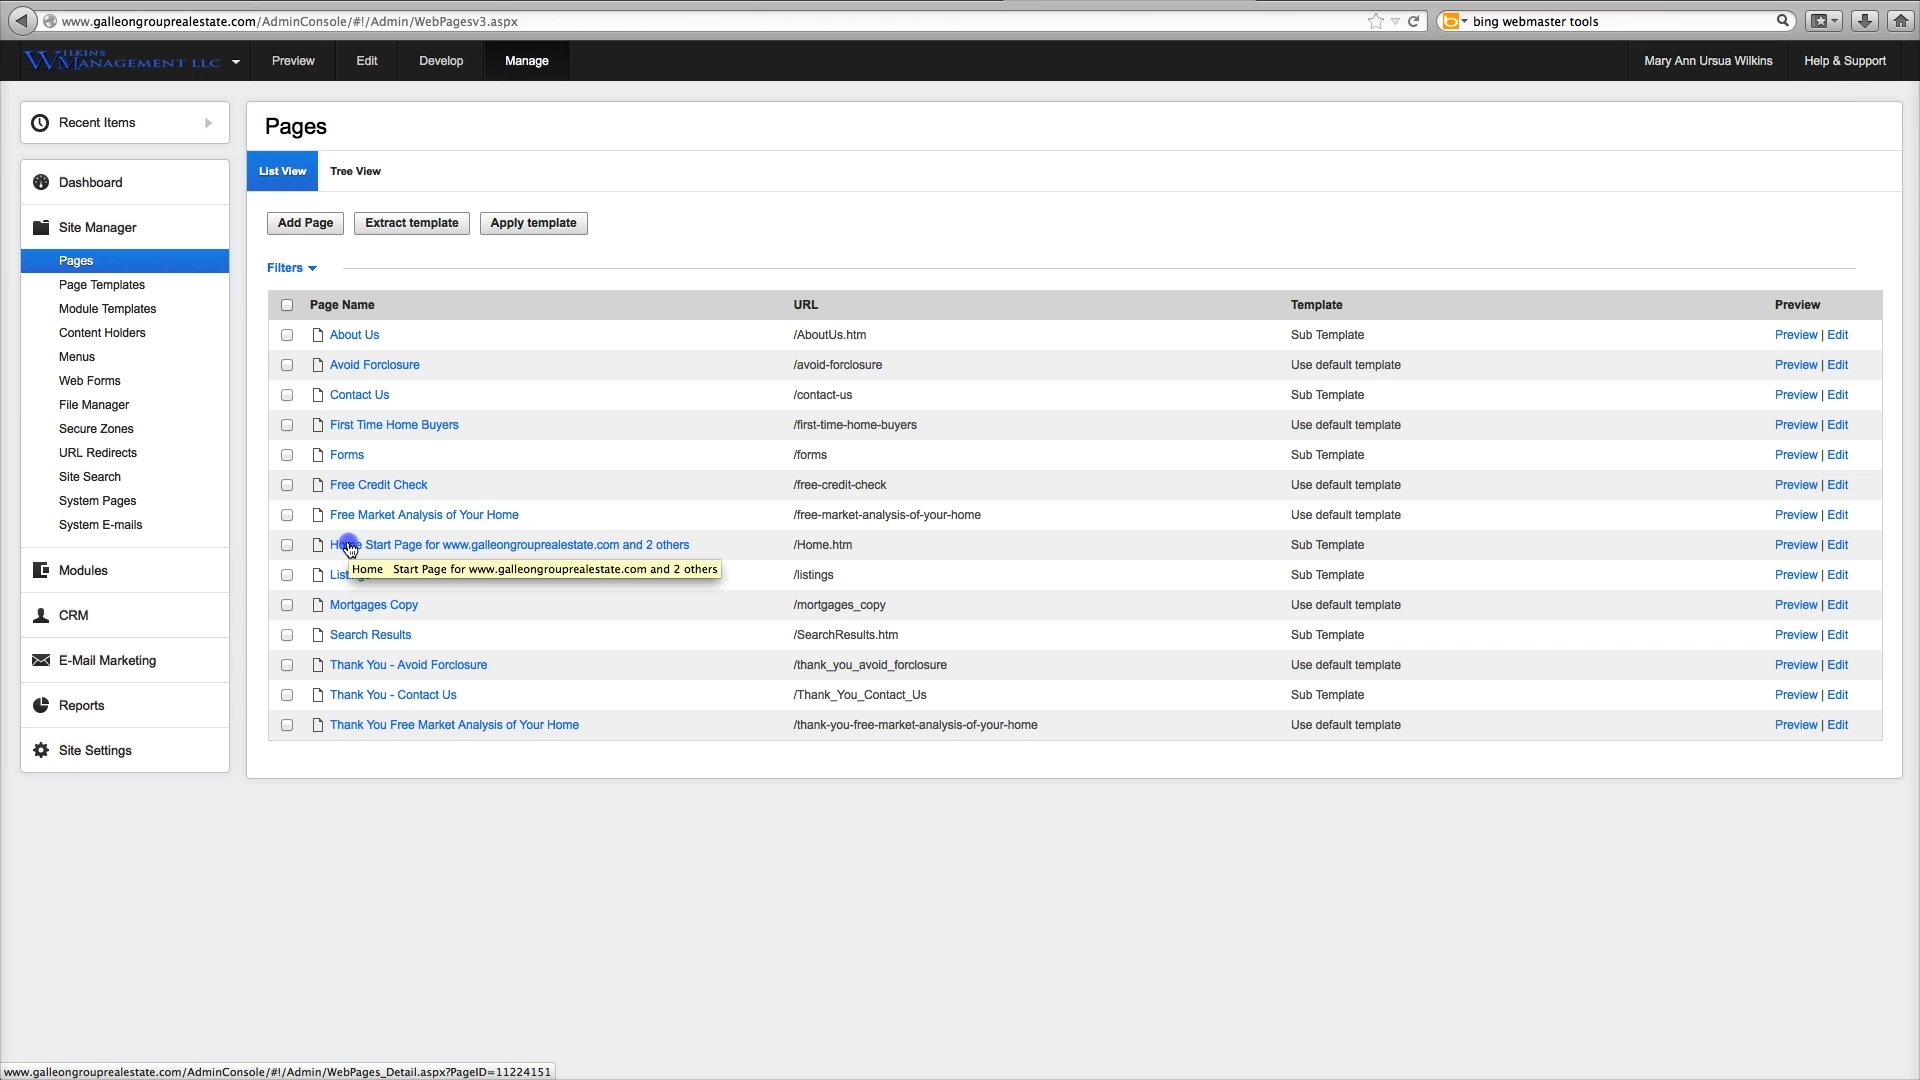 www.galleongrouprealestate.com/AdminConsole/#!/Admin/WebPagesv3.aspx
bing webmaster tools
WILKINS MANAGEMENT LLC
Preview
Edit
Develop
Manage
Mary Ann Ursua Wilkins
Help & Support
Recent Items
Dashboard
Site Manager
Pages
Page Templates
Module Templates
Content Holders
Menus
Web Forms
File Manager
Secure Zones
URL Redirects
Site Search
System Pages
System E-mails
Modules
CRM
E-Mail Marketing
Reports
Site Settings
Pages
List View Tree View
Add Page Extract template Apply template
Filters
Page Name URL Template Preview
About Us /AboutUs.htm Sub Template Preview | Edit
Avoid Forclosure /avoid-forclosure Use default template Preview | Edit
Contact Us /contact-us Sub Template Preview | Edit
First Time Home Buyers /first-time-home-buyers Use default template Preview | Edit
Forms /forms Sub Template Preview | Edit
Free Credit Check /free-credit-check Use default template Preview | Edit
Free Market Analysis of Your Home /free-market-analysis-of-your-home Use default template Preview | Edit
Home Start Page for www.galleongrouprealestate.com and 2 others /Home.htm Sub Template Preview | Edit
Home Start Page for www.galleongrouprealestate.com and 2 others
/listings Sub Template Preview | Edit
Mortgages Copy /mortgages_copy Use default template Preview | Edit
Search Results /SearchResults.htm Sub Template Preview | Edit
Thank You - Avoid Forclosure /thank_you_avoid_forclosure Use default template Preview | Edit
Thank You - Contact Us /Thank_You_Contact_Us Sub Template Preview | Edit
Thank You Free Market Analysis of Your Home /thank-you-free-market-analysis-of-your-home Use default template Preview | Edit
www.galleongrouprealestate.com/AdminConsole/#!/Admin/WebPages_Detail.aspx?PageID=11224151